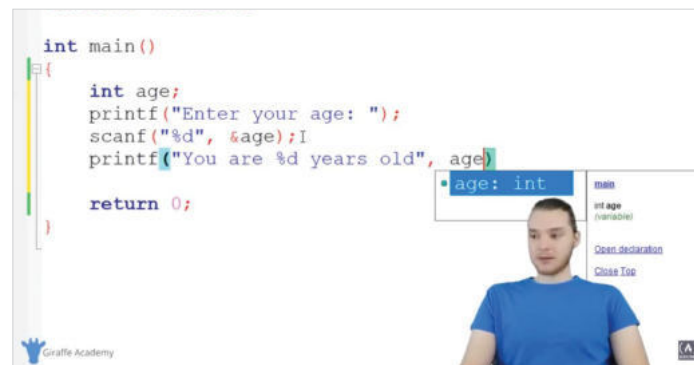 int main()
{
int age;
printf("Enter your age: ");
scanf("%d", &age);
printf("You are %d years old", age)
age: int
main
int age
(variable)
return 0;
Open declaration
}
Close Top
Giraffe Academy